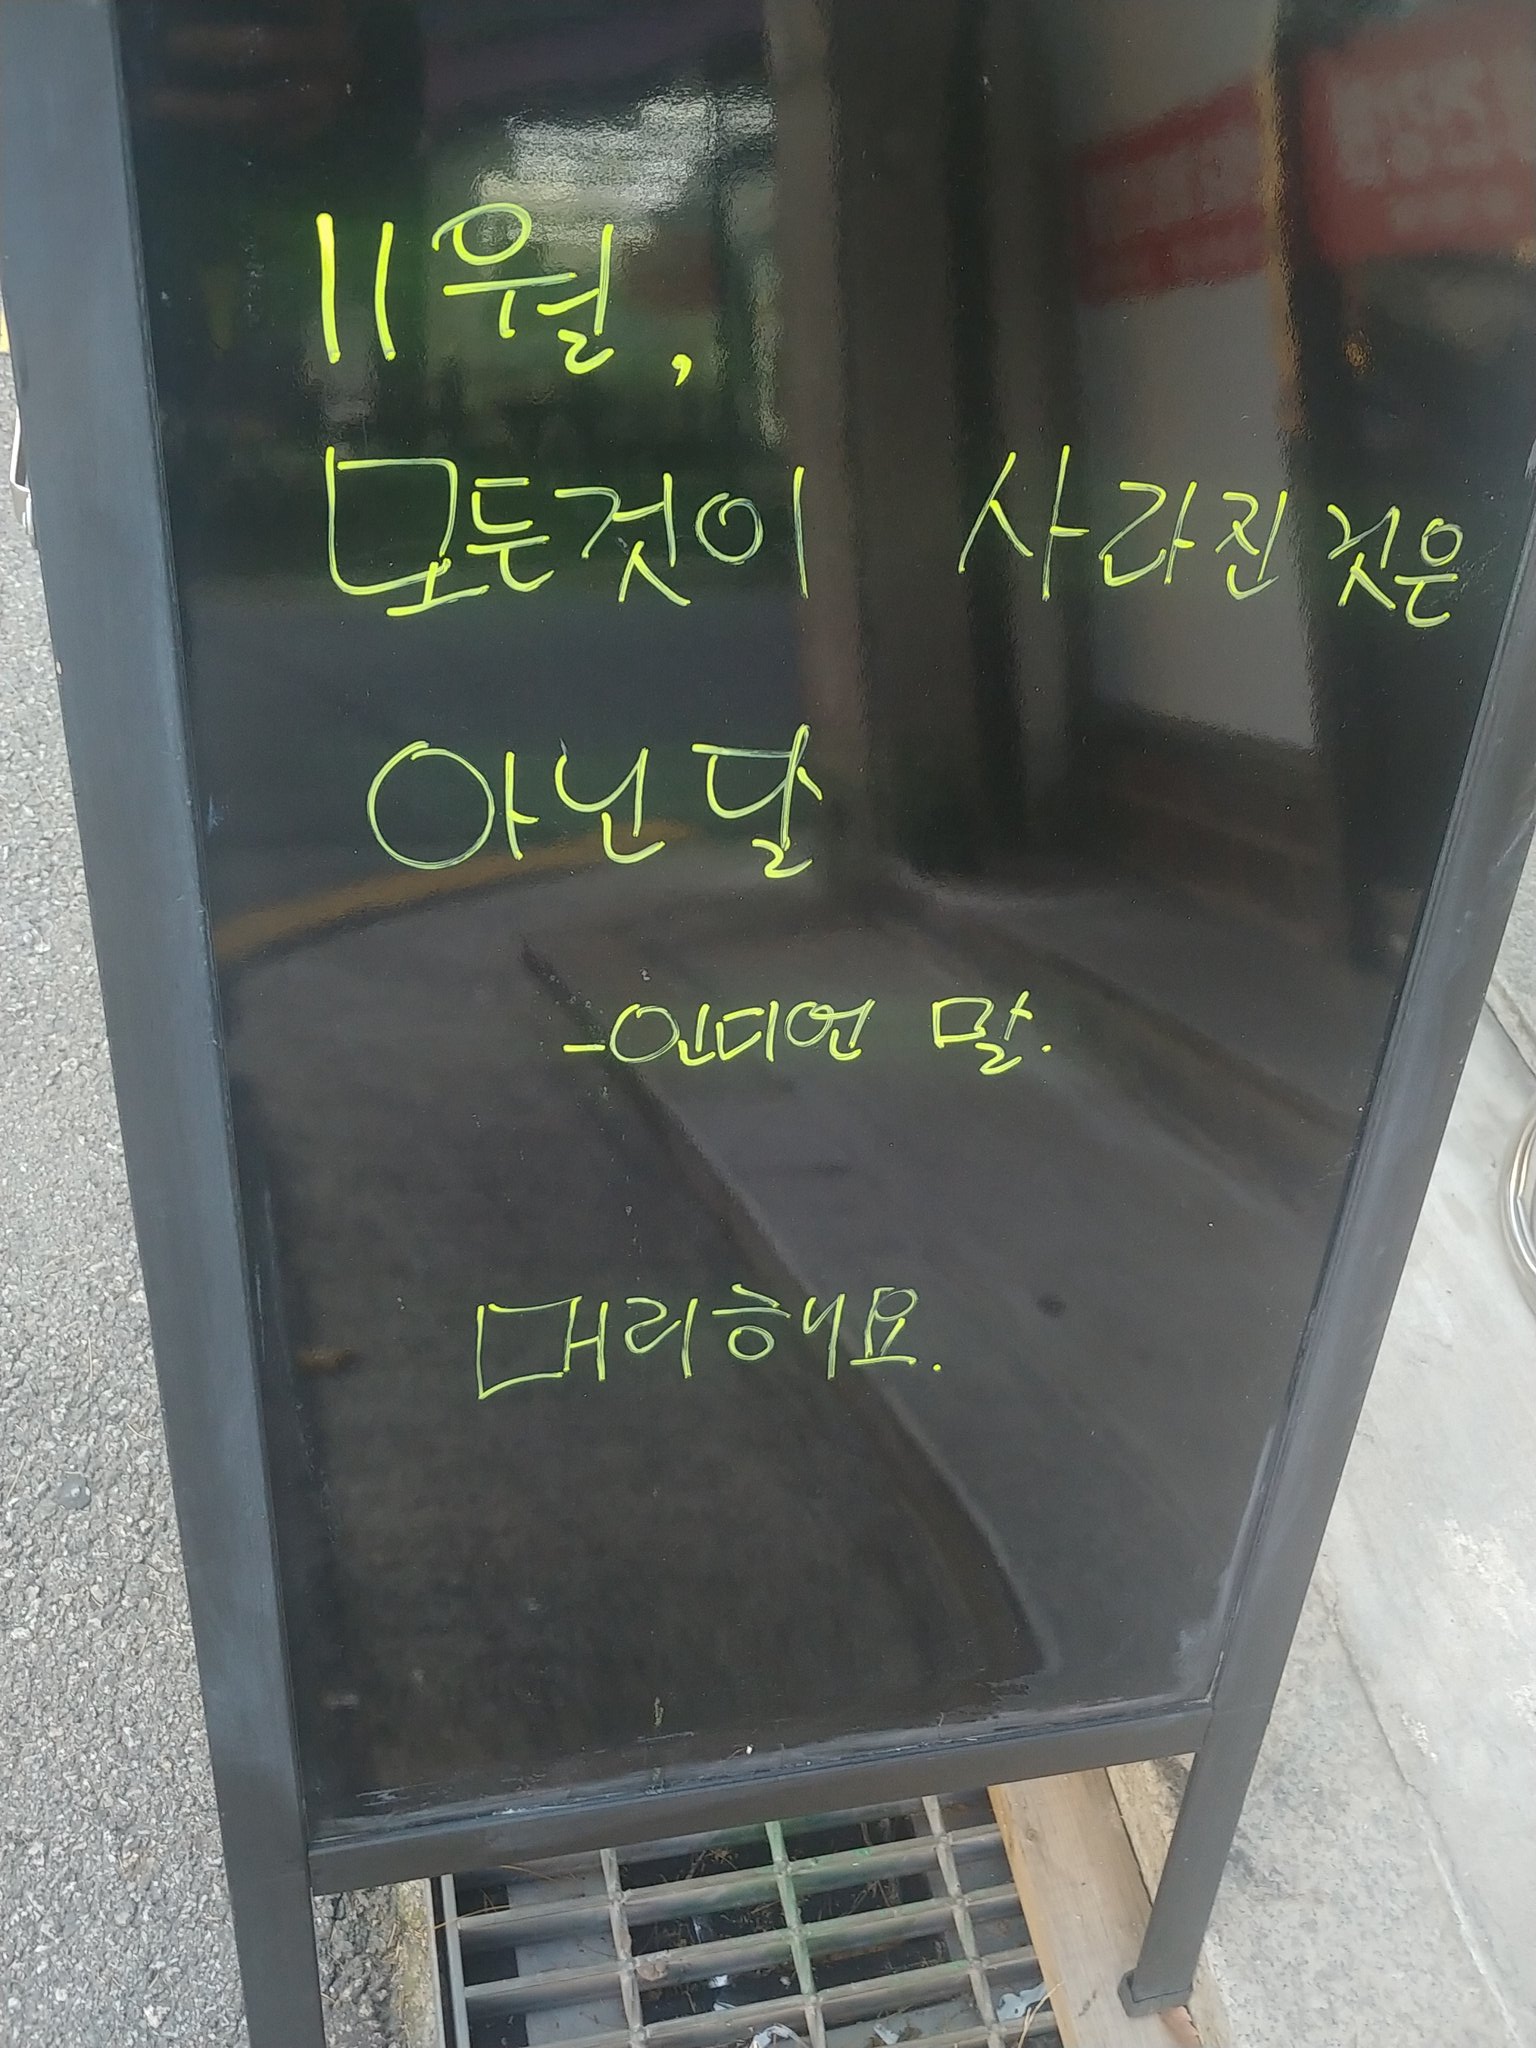 11월,
모든것이 사라진것은
아닌달
-인디언 말.
매리해요.